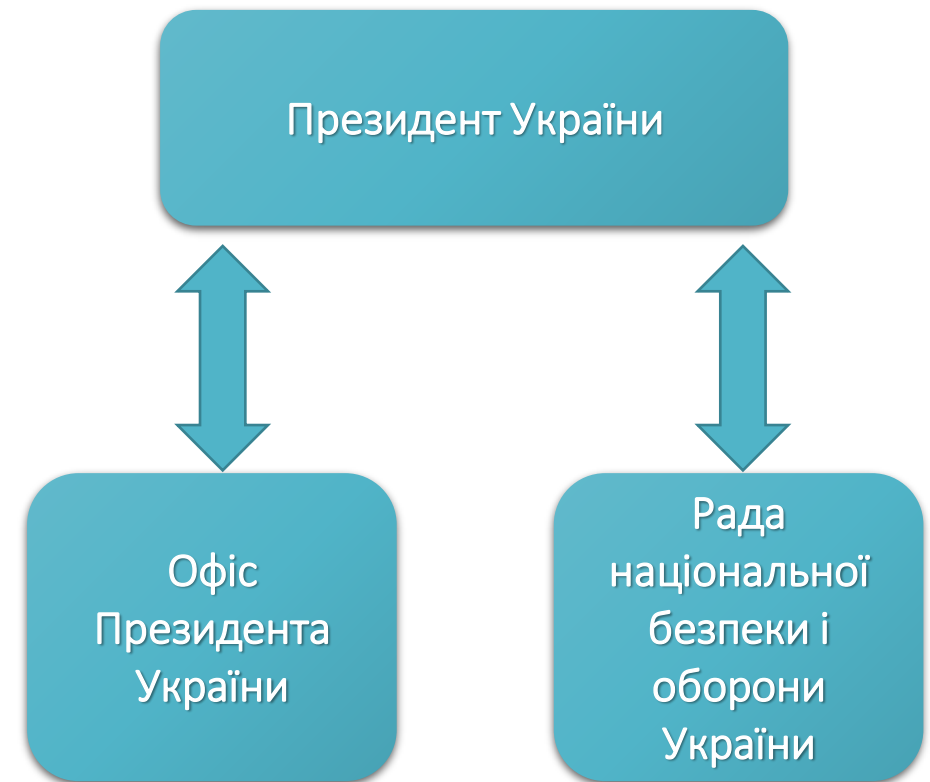 Президент України
Офіс
Президента
України
Рада
національної
безпеки і
оборони
України